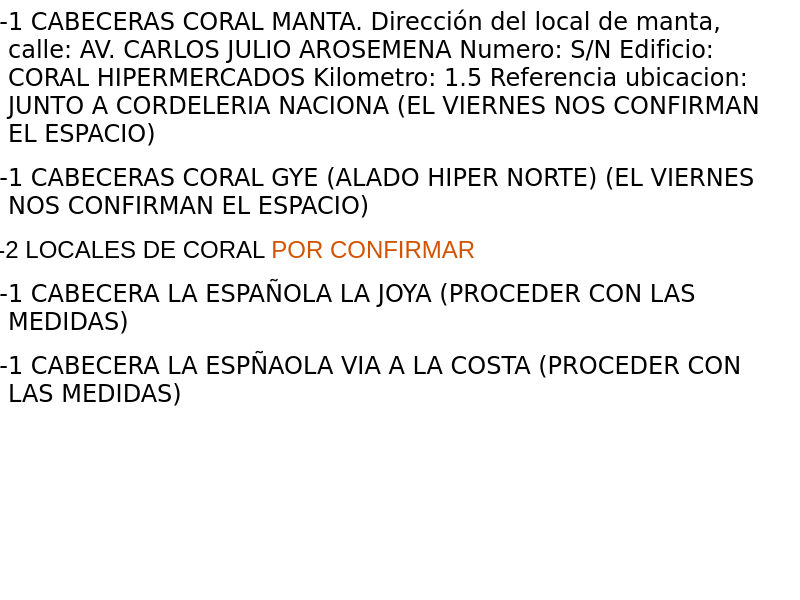 -1 CABECERAS CORAL MANTA. Dirección del local de manta,
calle: AV. CARLOS JULIO AROSEMENA Numero: S/N Edificio:
CORAL HIPERMERCADOS Kilometro: 1.5 Referencia ubicacion:
JUNTO A CORDELERIA NACIONA (EL VIERNES NOS CONFIRMAN
EL ESPACIO)
-1 CABECERAS CORAL GYE (ALADO HIPER NORTE) (EL VIERNES
NOS CONFIRMAN EL ESPACIO)
-2 LOCALES DE CORAL POR CONFIRMAR
-1 CABECERA LA ESPAÑOLA LA JOYA (PROCEDER CON LAS
MEDIDAS)
-1 CABECERA LA ESPÑAOLA VIA A LA COSTA (PROCEDER CON
LAS MEDIDAS)